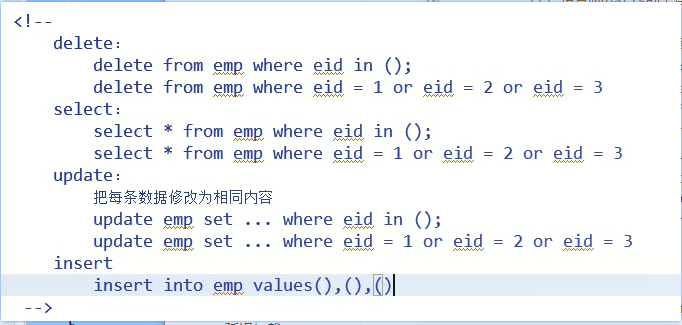 <!--
delete:
delete from emp where eid in ();
delete from emp where eid = 1 or eid = 2 or eid = 3
select:
select * from emp where eid in ();
select * from emp where eid = 1 or eid = 2 or eid = 3
update:
把每条数据修改为相同内容
update emp set ... where eid in ();
update emp set ... where eid = 1 or eid = 2 or eid = 3
insert
insert into emp values(),(),()
-->